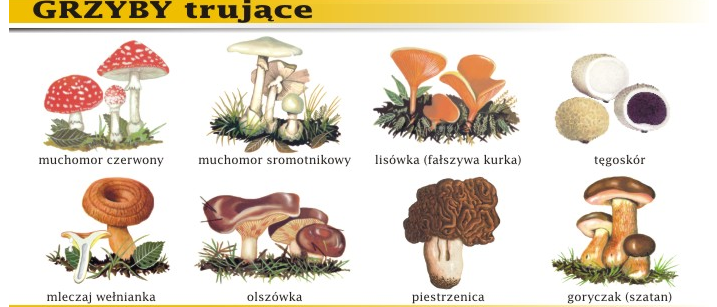 GRZYBY trujące
muchomor czerwony
muchomor sromotnikowy
lisówka (fałszywa kurka)
tęgoskór
mleczaj wełnianka
olszówka
piestrzenica
goryczak (szatan)